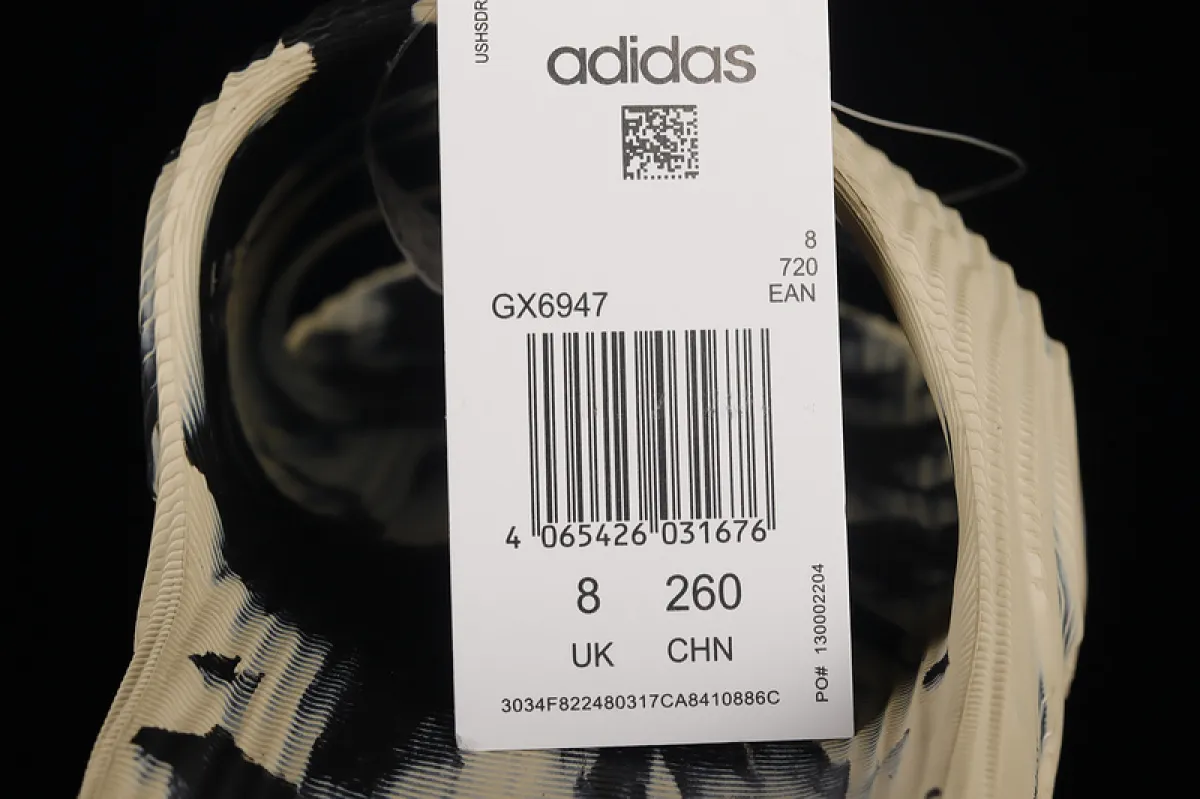 USHSDR
adidas
8
720
EAN
GX6947
4 065426 031676
8 260
UK CHN
PO# 130002204
3034F822480317CA8410886C